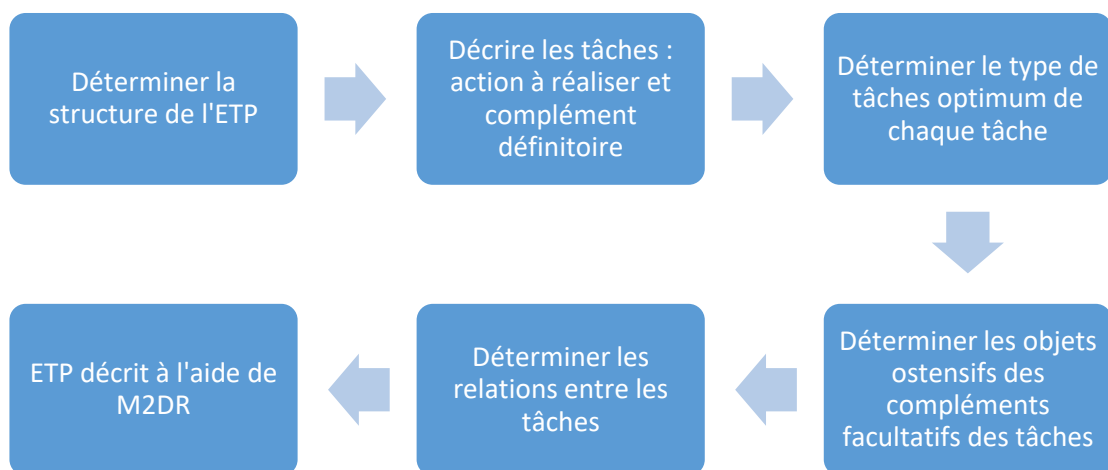 Déterminer la
structure de l'ETP
Décrire les tâches :
action à réaliser et
complément
définitoire
Déterminer le type de
tâches optimum de
chaque tâche
Déterminer les objets
ostensifs des
compléments
facultatifs des tâches
Déterminer les
relations entre les
tâches
ETP décrit à l'aide de
M2DR